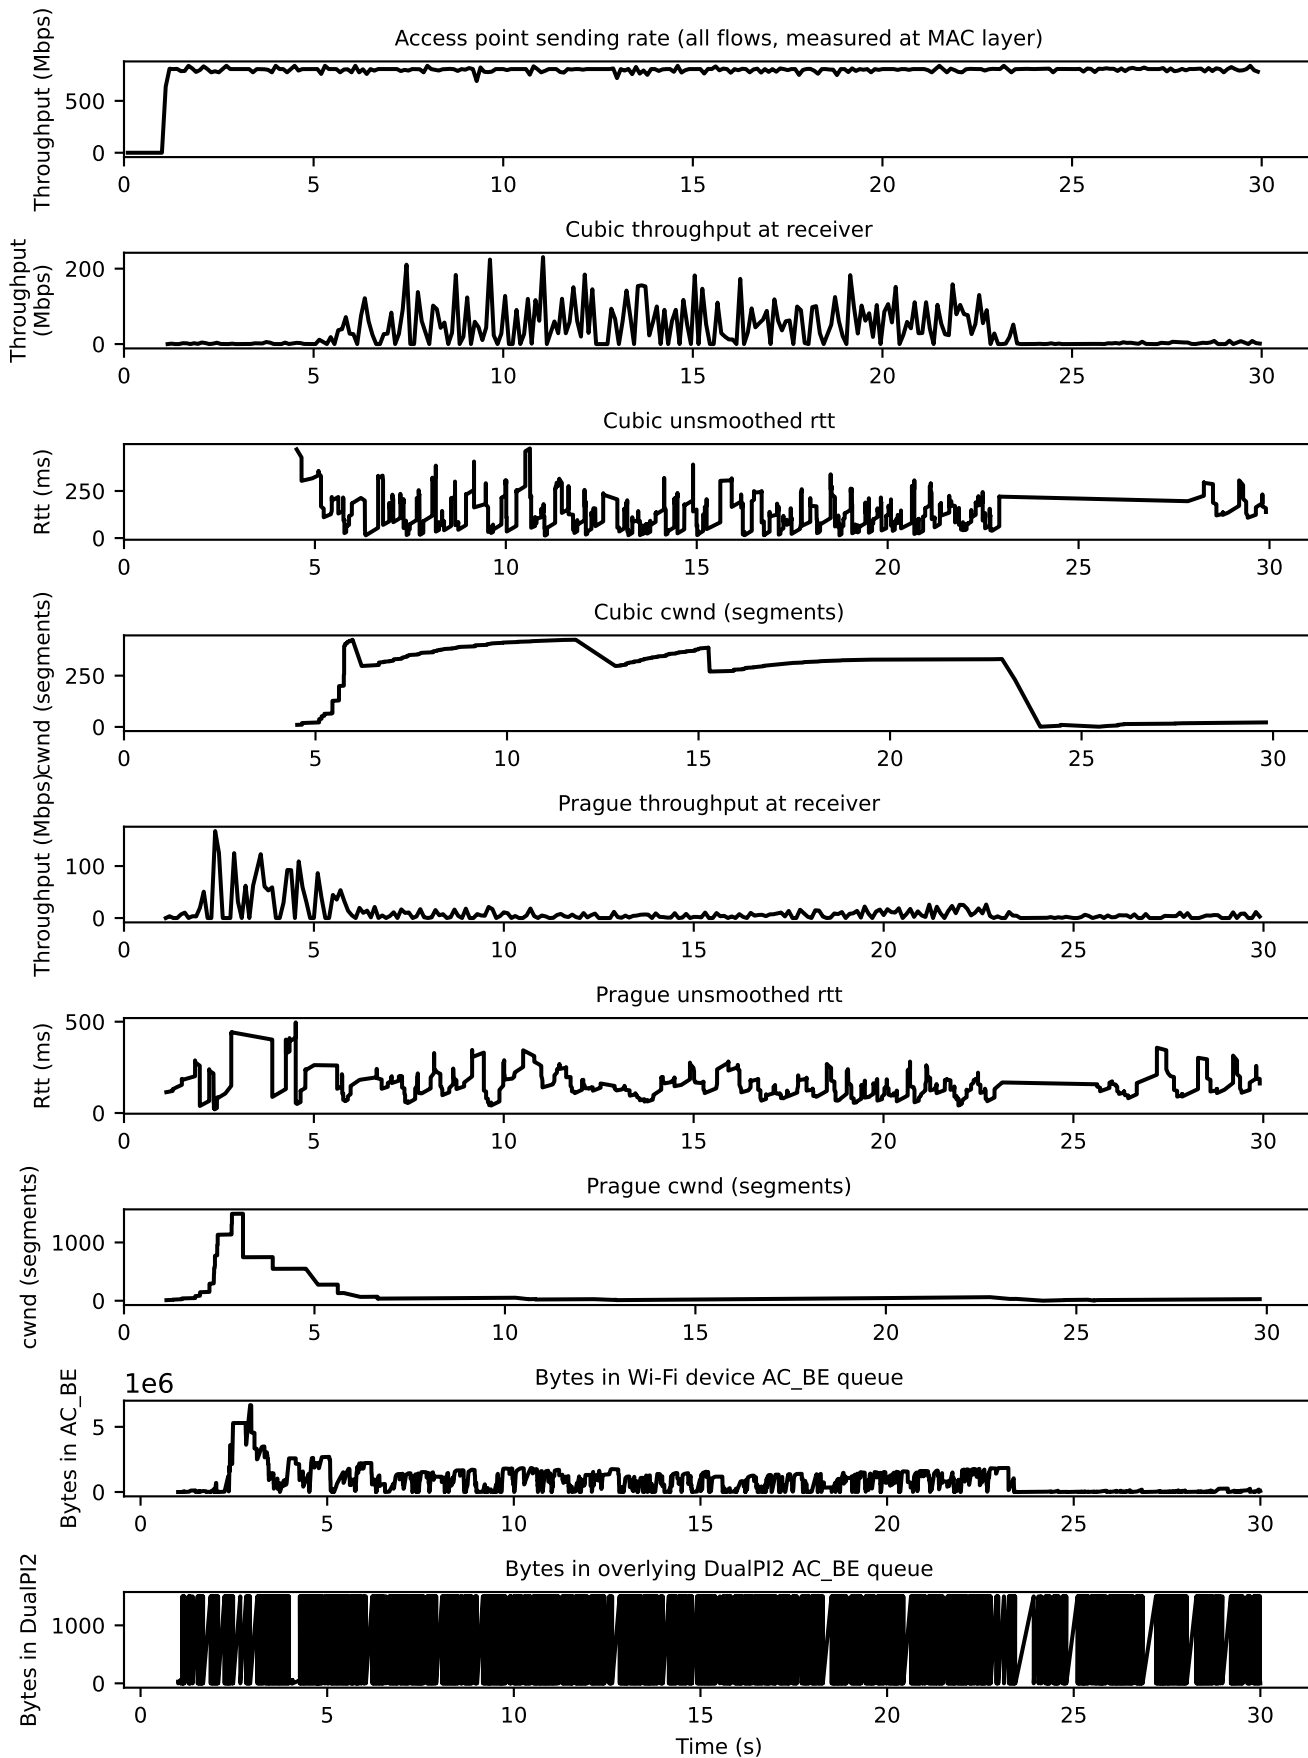 Access point sending rate (all flows, measured at MAC layer)
Throughput (Mbps)
500
0
0 5 10 15 20 25 30
Cubic throughput at receiver
Throughput
(Mbps)
200
0
0 5 10 15 20 25 30
Cubic unsmoothed rtt
Rtt (ms)
250
0
0 5 10 15 20 25 30
Cubic cwnd (segments)
cwnd (segments)
250
0
0 5 10 15 20 25 30
Prague throughput at receiver
Throughput (Mbps)
100
0
0 5 10 15 20 25 30
Prague unsmoothed rtt
Rtt (ms)
500
0
0 5 10 15 20 25 30
Prague cwnd (segments)
cwnd (segments)
1000
0
0 5 10 15 20 25 30
Bytes in Wi-Fi device AC_BE queue
1e6
Bytes in AC_BE
5
0
0 5 10 15 20 25 30
Bytes in overlying DualPI2 AC_BE queue
Bytes in DualPI2
1000
0
0 5 10 15 20 25 30
Time (s)